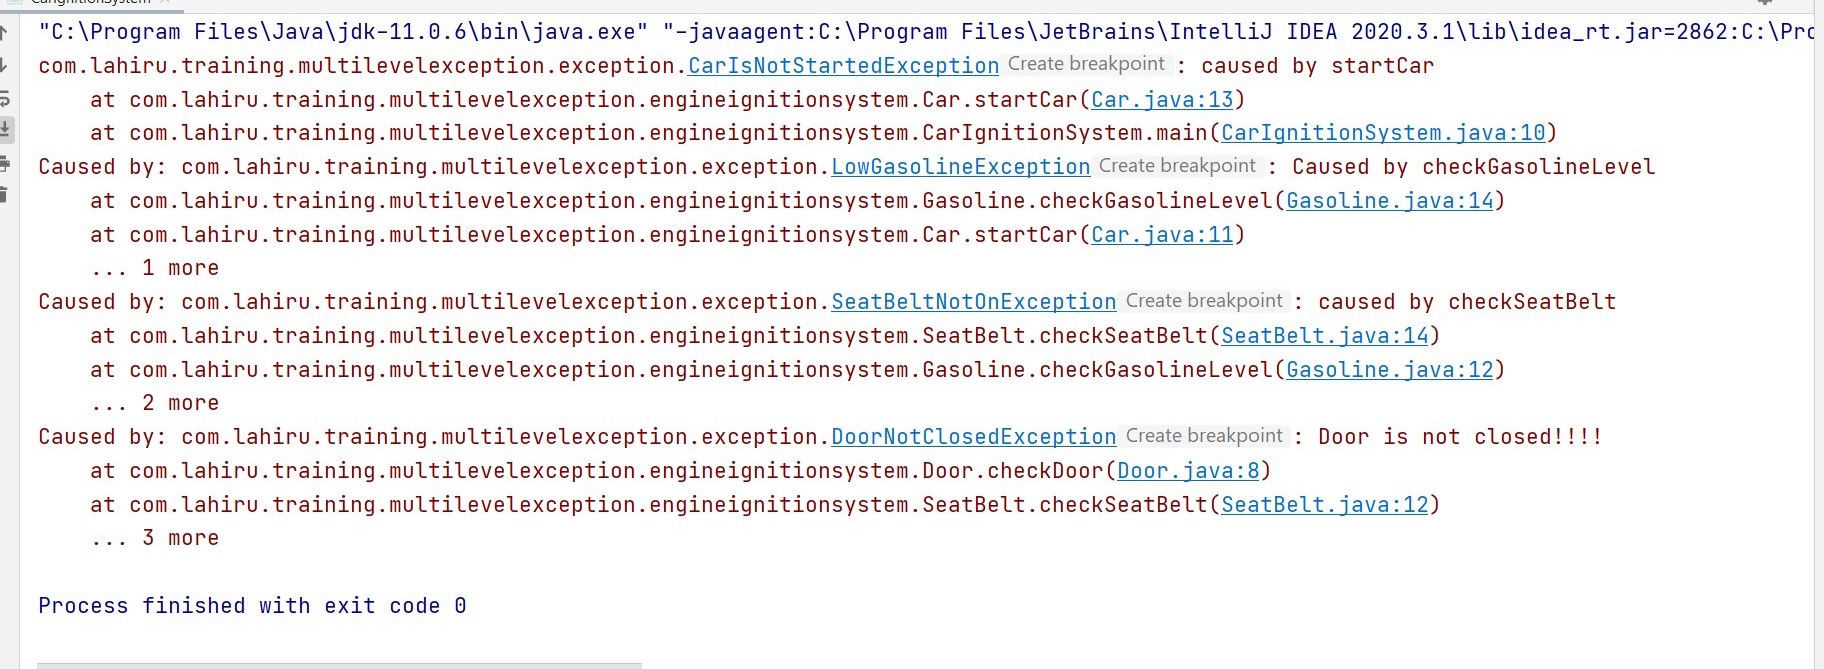 "C:\Program Files\Java\jdk-11.0.6\bin\java.exe" "-javaagent:C:\Program Files\JetBrains\IntelliJ IDEA 2020.3.1\lib\idea_rt.jar=2862:C:\Pro
com.lahiru.training.multilevelexception.exception.CarIsNotStartedException Create breakpoint : caused by startCar
    at com.lahiru.training.multilevelexception.engineignitionsystem.Car.startCar(Car.java:13)
    at com.lahiru.training.multilevelexception.engineignitionsystem.CarIgnitionSystem.main(CarIgnitionSystem.java:10)
Caused by: com.lahiru.training.multilevelexception.exception.LowGasolineException Create breakpoint : Caused by checkGasolineLevel
    at com.lahiru.training.multilevelexception.engineignitionsystem.Gasoline.checkGasolineLevel(Gasoline.java:14)
    at com.lahiru.training.multilevelexception.engineignitionsystem.Car.startCar(Car.java:11)
    ... 1 more
Caused by: com.lahiru.training.multilevelexception.exception.SeatBeltNotOnException Create breakpoint : caused by checkSeatBelt
    at com.lahiru.training.multilevelexception.engineignitionsystem.SeatBelt.checkSeatBelt(SeatBelt.java:14)
    at com.lahiru.training.multilevelexception.engineignitionsystem.Gasoline.checkGasolineLevel(Gasoline.java:12)
    ... 2 more
Caused by: com.lahiru.training.multilevelexception.exception.DoorNotClosedException Create breakpoint : Door is not closed!!!!
    at com.lahiru.training.multilevelexception.engineignitionsystem.Door.checkDoor(Door.java:8)
    at com.lahiru.training.multilevelexception.engineignitionsystem.SeatBelt.checkSeatBelt(SeatBelt.java:12)
    ... 3 more
Process finished with exit code 0